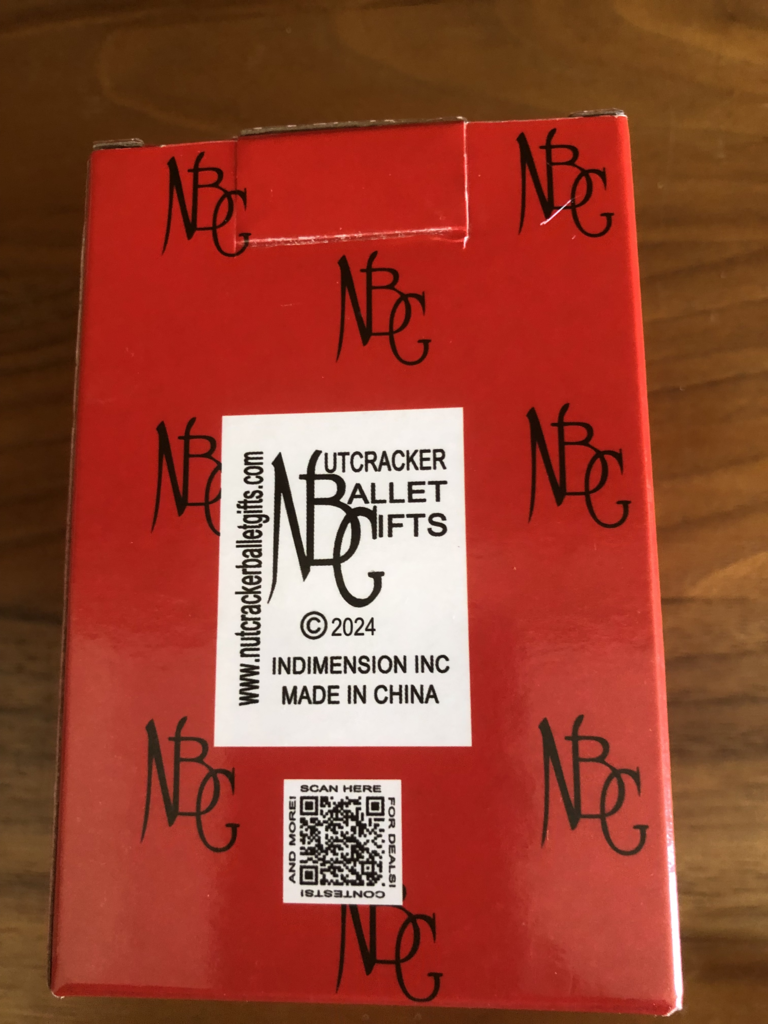 NBG
NBG
NBG
NBG
NBG
www.nutcrackerballetgifts.com
NUTCRACKER
BALLET
GIFTS
©2024
INDIMENSION INC
MADE IN CHINA
NBG
NBG
SCAN HERE
FOR DEALS!
CONTESTS!
AND MORE!
NBG